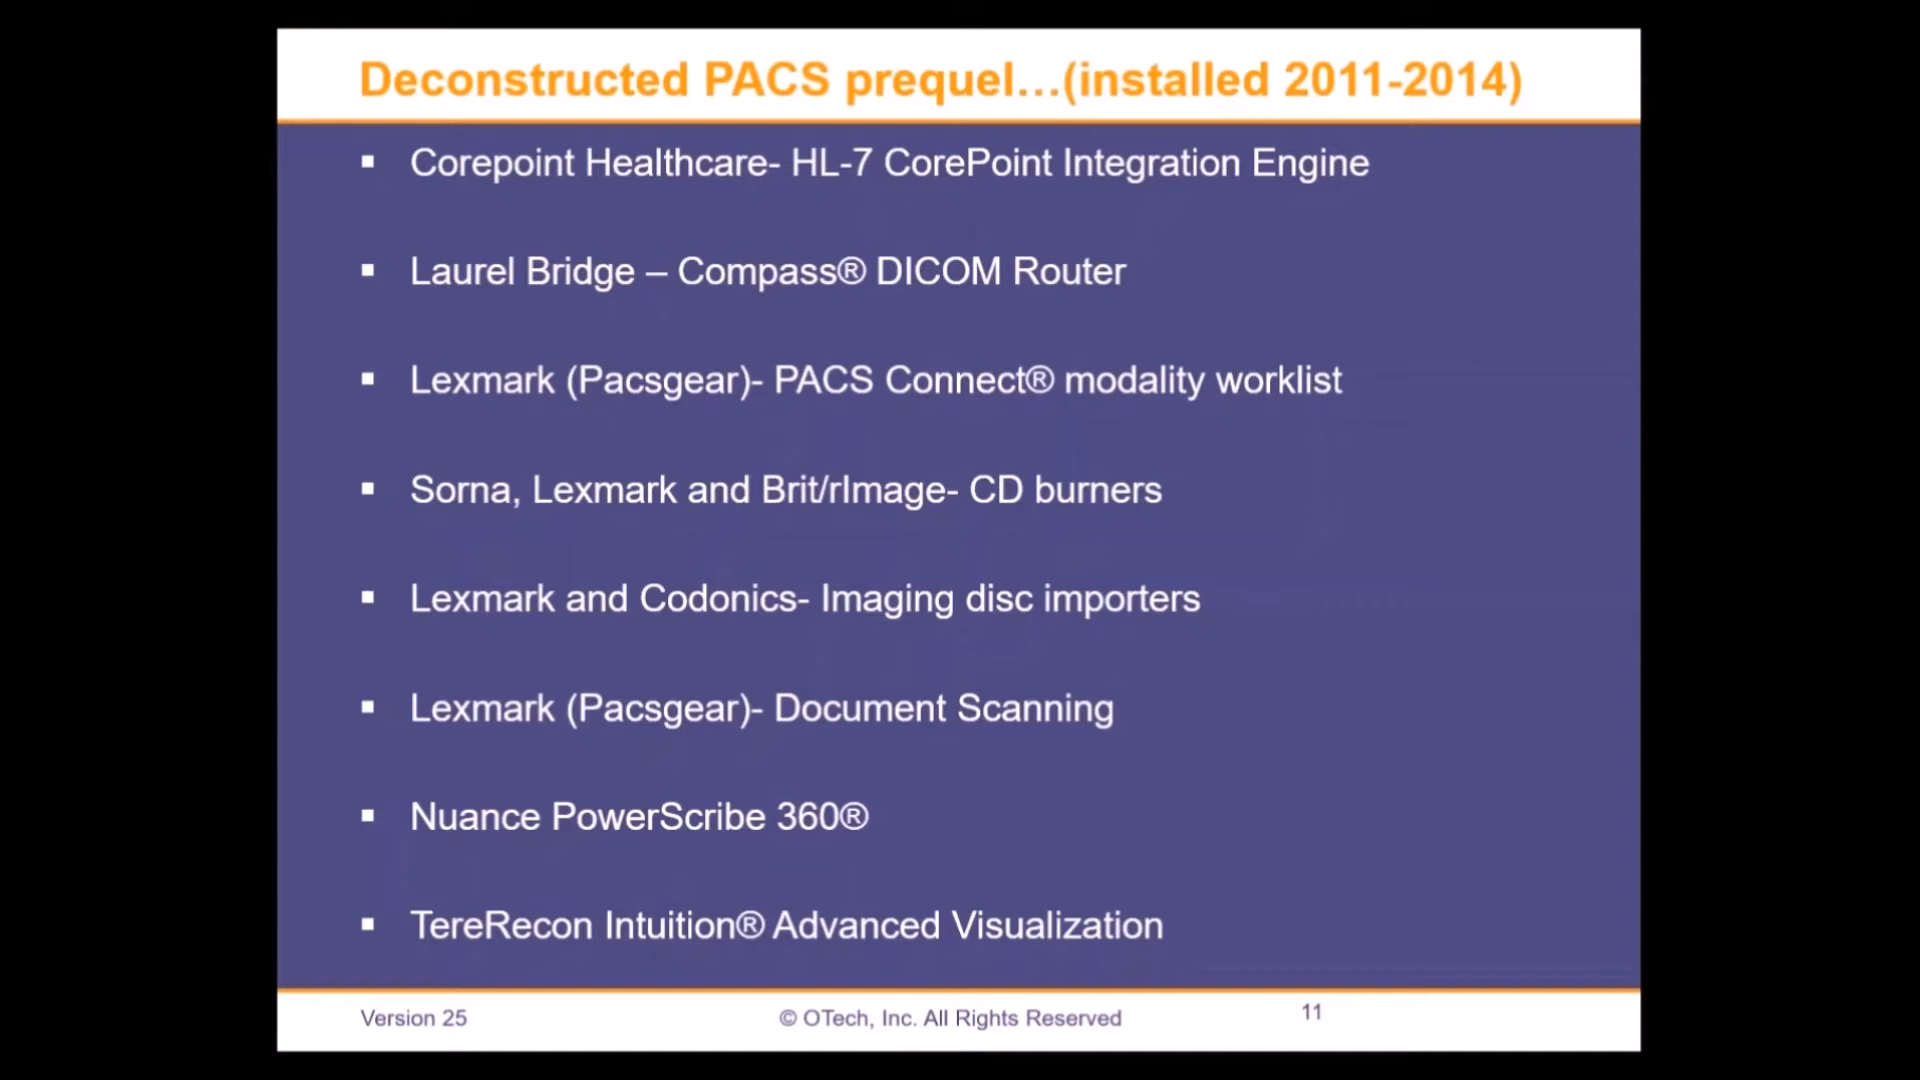 Deconstructed PACS prequel…(installed 2011-2014)
▪ Corepoint Healthcare- HL-7 CorePoint Integration Engine
▪ Laurel Bridge – Compass® DICOM Router
▪ Lexmark (Pacsgear)- PACS Connect® modality worklist
▪ Sorna, Lexmark and Brit/rImage- CD burners
▪ Lexmark and Codonics- Imaging disc importers
▪ Lexmark (Pacsgear)- Document Scanning
▪ Nuance PowerScribe 360®
▪ TereRecon Intuition® Advanced Visualization
Version 25 © OTech, Inc. All Rights Reserved 11